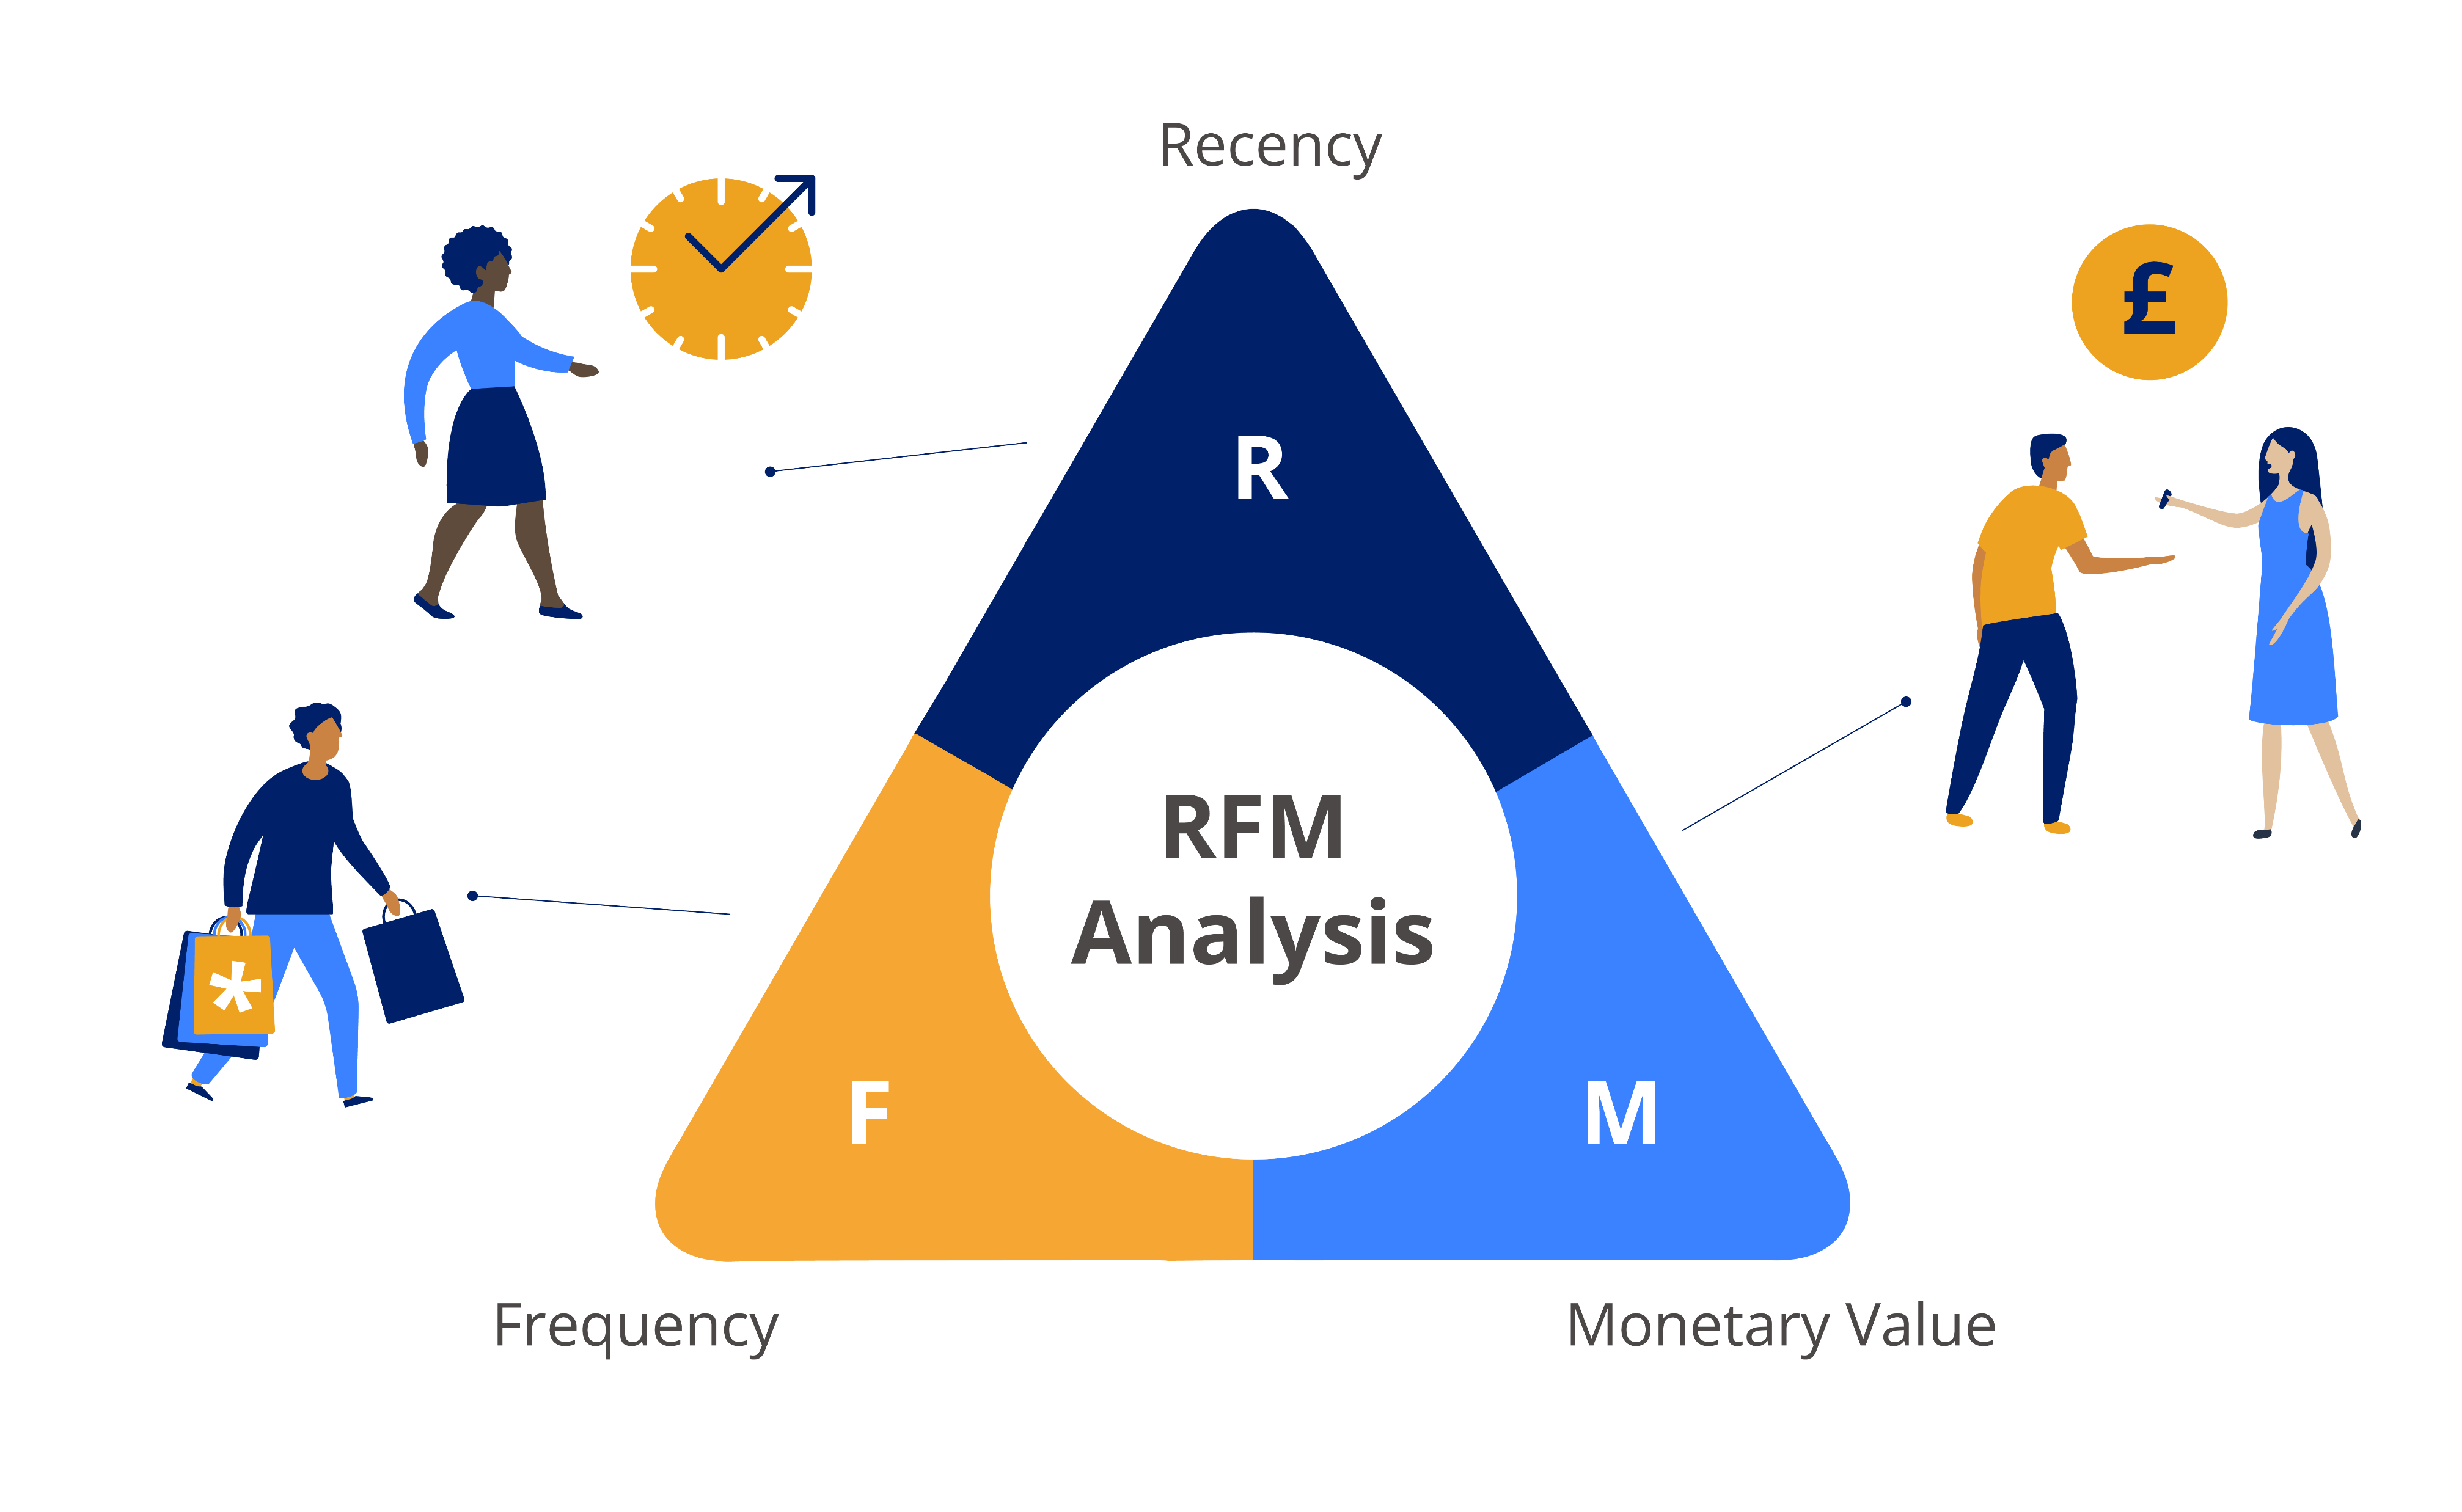 Recency
£
R
RFM
Analysis
F
M
Frequency
Monetary Value